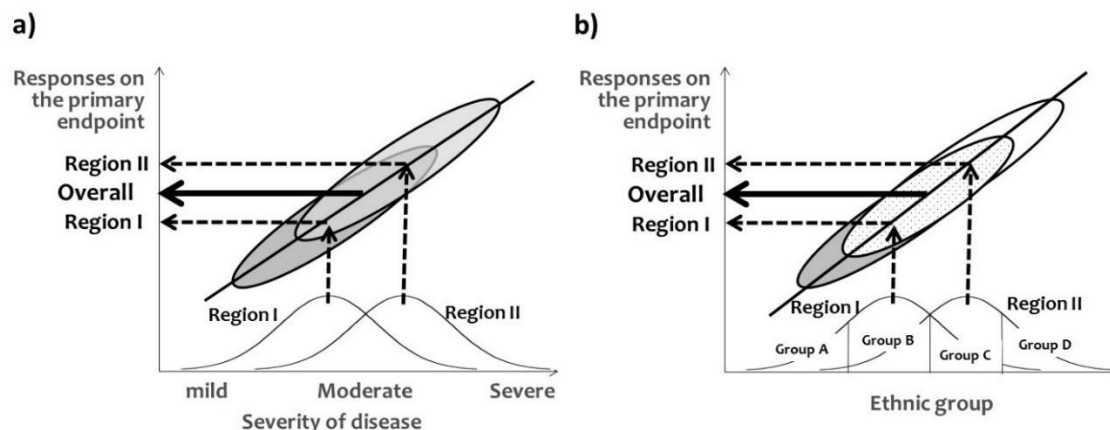 a)
Responses on
the primary
endpoint
Region II
Overall
Region I
Region I
Region II
mild Moderate Severe
Severity of disease
b)
Responses on
the primary
endpoint
Region II
Overall
Region I
Region I
Region II
Group A
Group B
Group C
Group D
Ethnic group